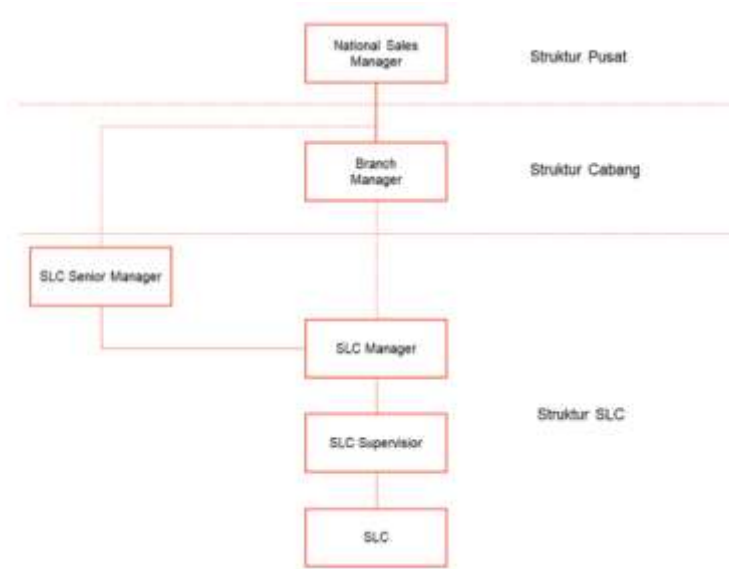 National Sales
Manager
Struktur Pusat
Branch
Manager
Struktur Cabang
SLC Senior Manager
SLC Manager
Struktur SLC
SLC Supervisior
SLC